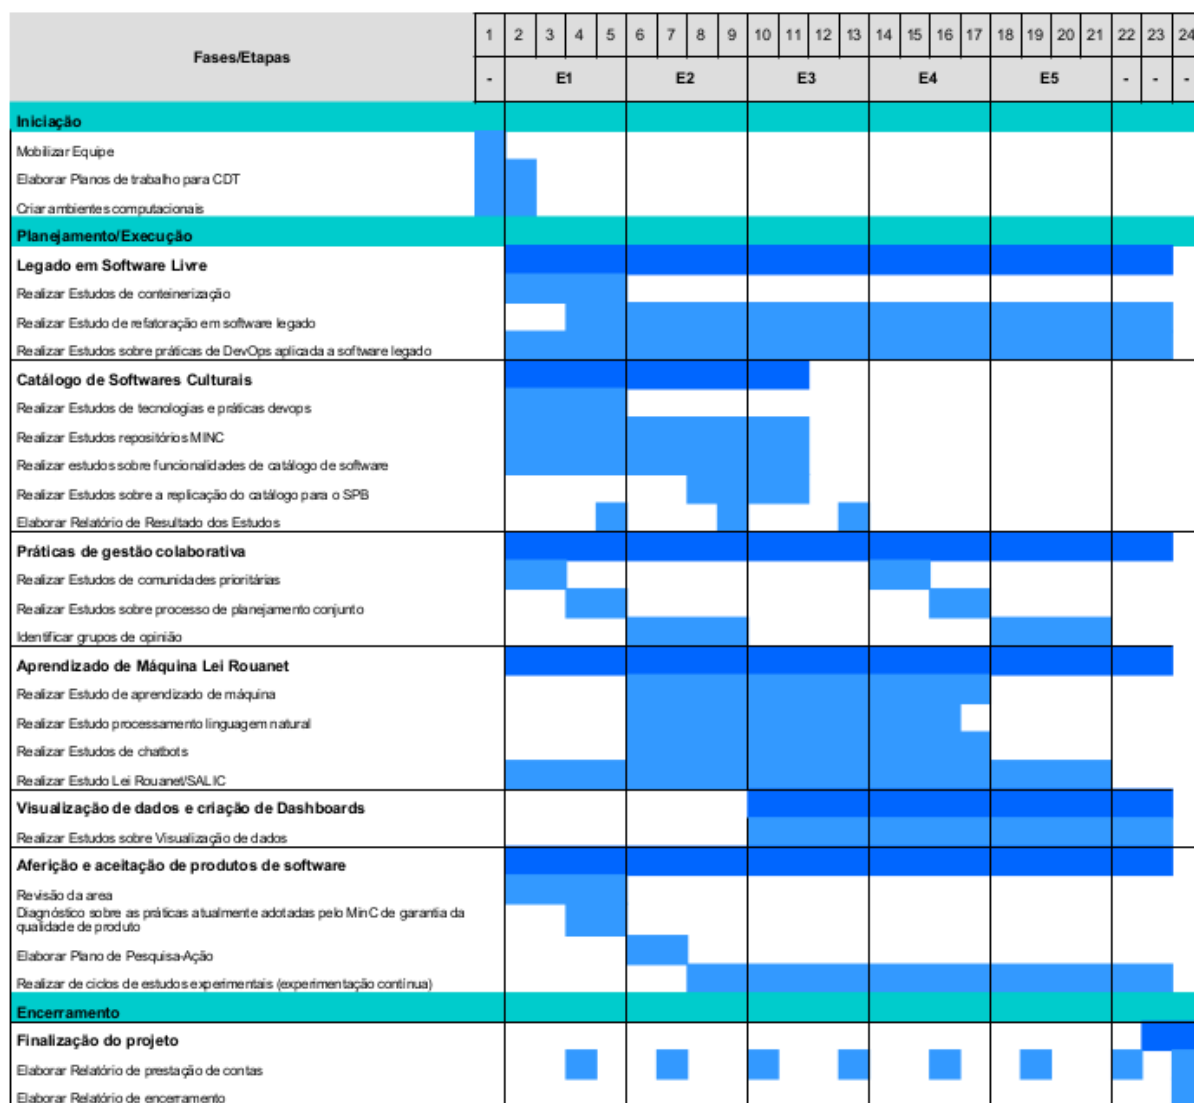 Fases/Etapas
1 2 3 4 5 6 7 8 9 10 11 12 13 14 15 16 17 18 19 20 21 22 23 24
- E1 E2 E3 E4 E5 - - -
Iniciação
Mobilizar Equipe
Elaborar Planos de trabalho para CDT
Criar ambientes computacionais
Planejamento/Execução
Legado em Software Livre
Realizar Estudos de conteinerização
Realizar Estudo de refatoração em software legado
Realizar Estudos sobre práticas de DevOps aplicada a software legado
Catálogo de Softwares Culturais
Realizar Estudos de tecnologias e práticas devops
Realizar Estudos repositórios MINC
Realizar estudos sobre funcionalidades de catálogo de software
Realizar Estudos sobre a replicação do catálogo para o SPB
Elaborar Relatório de Resultado dos Estudos
Práticas de gestão colaborativa
Realizar Estudos de comunidades prioritárias
Realizar Estudos sobre processo de planejamento conjunto
Identificar grupos de opinião
Aprendizado de Máquina Lei Rouanet
Realizar Estudo de aprendizado de máquina
Realizar Estudo processamento linguagem natural
Realizar Estudos de chatbots
Realizar Estudo Lei Rouanet/SALIC
Visualização de dados e criação de Dashboards
Realizar Estudos sobre Visualização de dados
Aferição e aceitação de produtos de software
Revisão da area
Diagnóstico sobre as práticas atualmente adotadas pelo MinC de garantia da
qualidade de produto
Elaborar Plano de Pesquisa-Ação
Realizar de ciclos de estudos experimentais (experimentação contínua)
Encerramento
Finalização do projeto
Elaborar Relatório de prestação de contas
Elaborar Relatório de encerramento